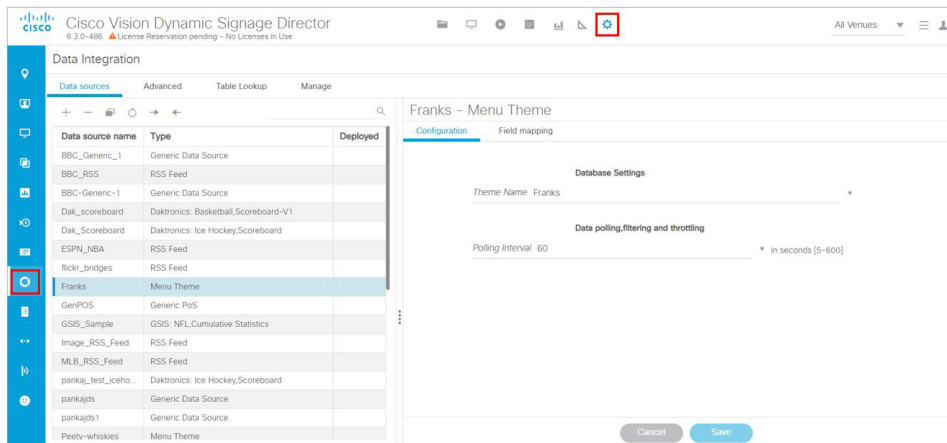 CISCO
Cisco Vision Dynamic Signage Director
6.3.0-486 License Reservation pending - No Licenses in Use
All Venues
Data Integration
Data sources Advanced Table Lookup Manage
Data source name Type Deployed
BBC_Generic_1 Generic Data Source
BBC_RSS RSS Feed
BBC-Generic-1 Generic Data Source
Dak_scoreboard Daktronics: Basketball,Scoreboard-V1
Dak_Scoreboard Daktronics: Ice Hockey,Scoreboard
ESPN_NBA RSS Feed
flickr_bridges RSS Feed
Franks Menu Theme
GenPOS Generic PoS
GSIS_Sample GSIS: NFL,Cumulative Statistics
Image_RSS_Feed RSS Feed
MLB_RSS_Feed RSS Feed
pankaj_test_iceho... Daktronics: Ice Hockey,Scoreboard
pankajds Generic Data Source
pankajds1 Generic Data Source
Peety-whiskies Menu Theme
Franks - Menu Theme
Configuration Field mapping
Database Settings
Theme Name Franks *
Data polling,filtering and throttling
Polling Interval 60 * in seconds [5-600]
Cancel Save